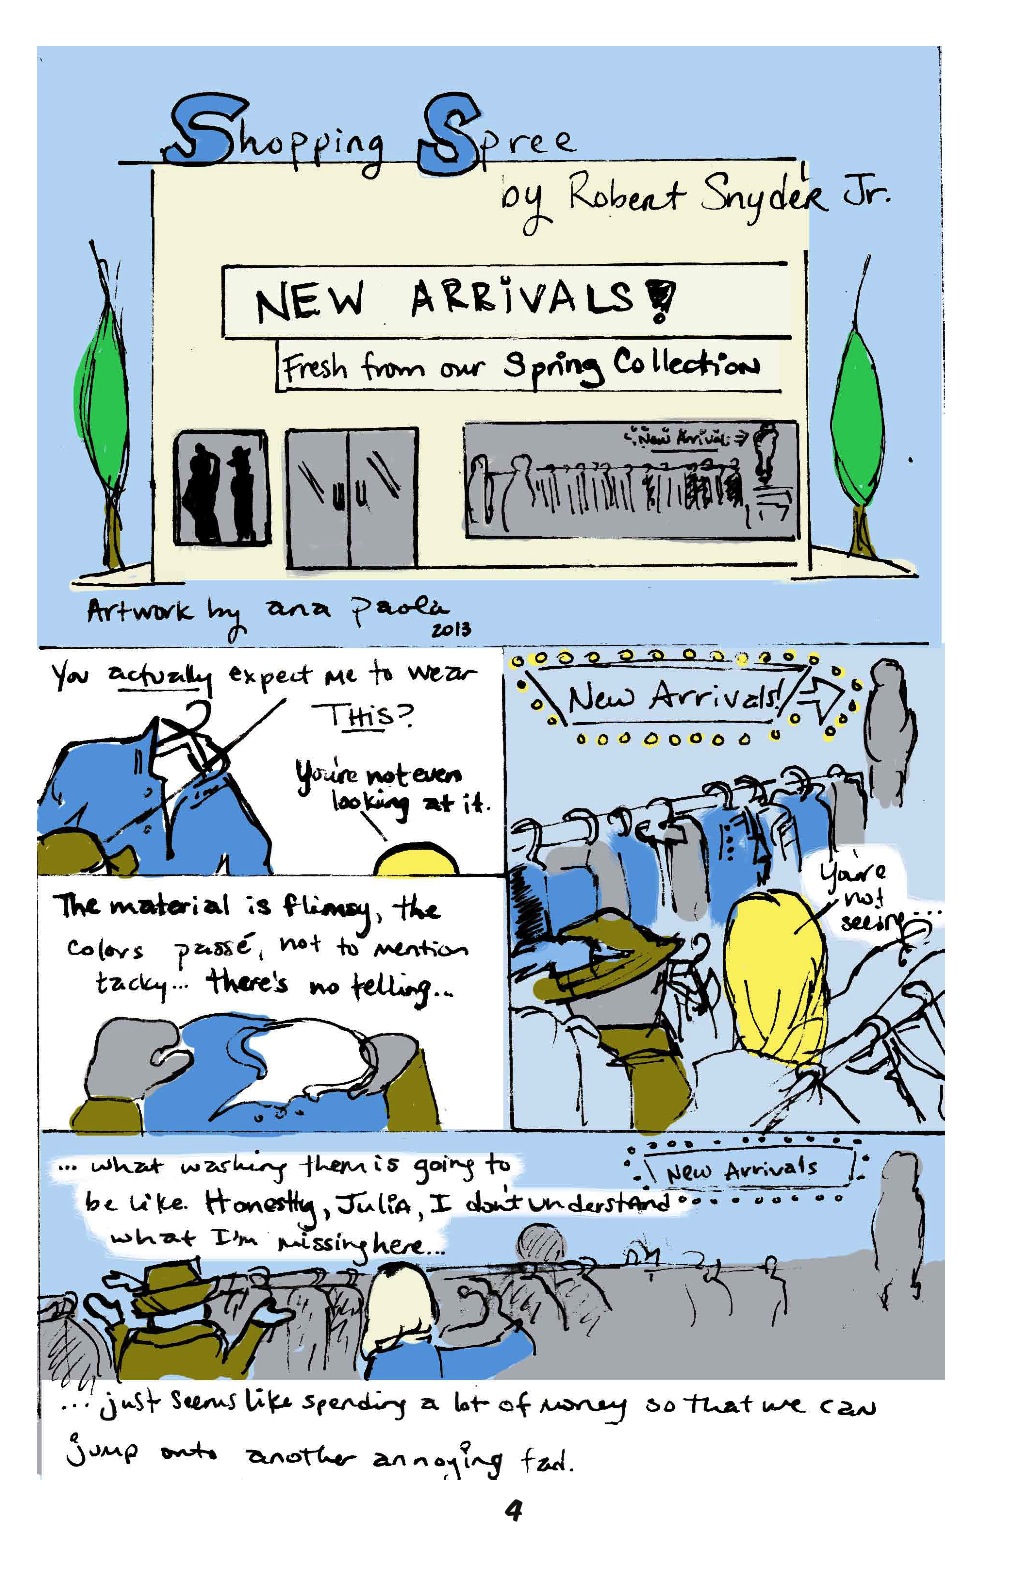 Shopping Spree
by Robert Snyder Jr.
NEW ARRIVALS!
Fresh from our Spring Collection
New Arrivals
Artwork by ana paola
2013
You actually expect me to wear
THIS?
You're not even
looking at it.
New Arrivals!
You're
not
seeing...
The material is flimsy, the
colors passé, not to mention
tacky... there's no telling...
... what washing them is going to
be like. Honestly, Julia, I don't understand
what I'm missing here...
New Arrivals
... just seems like spending a lot of money so that we can
jump onto another annoying fad.
4